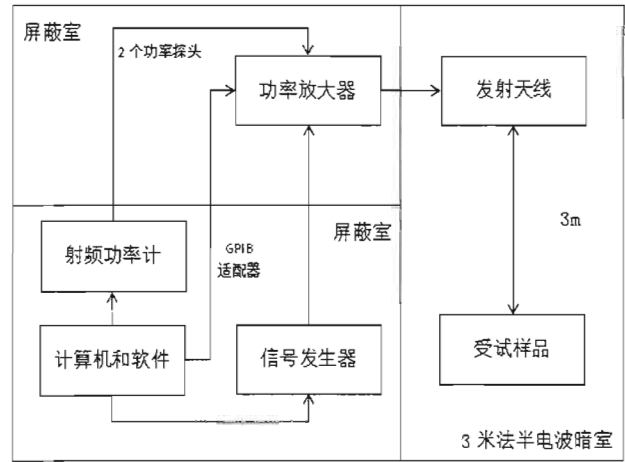 屏蔽室
2个功率探头
功率放大器
发射天线
屏蔽室
3m
射频功率计
GPIB
适配器
计算机和软件
信号发生器
受试样品
3米法半电波暗室